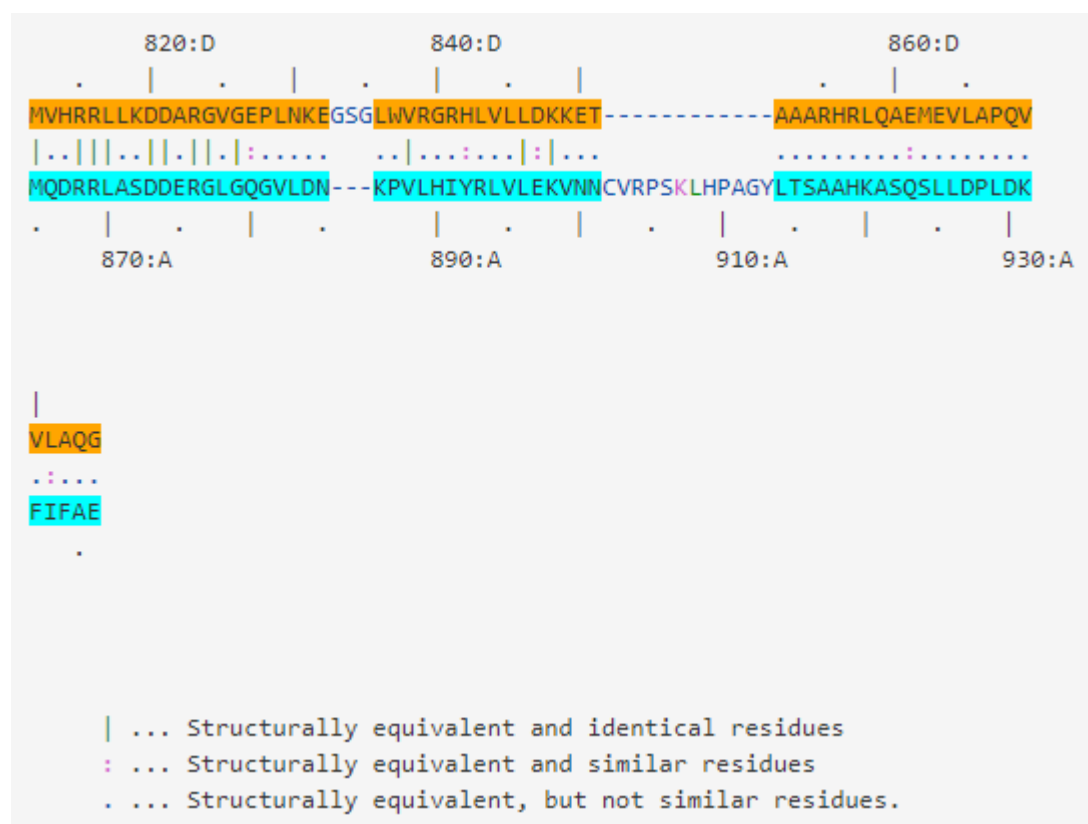 820:D               840:D                           860:D
   .    |    .    |    .    |    .    |                .    |    .
MVHRRLLKDDARGVGEPLNKEGSGLWVRGRHLVLLDKKET------------AAARHRLQAEMEVLAPQV
|..|||..||.||.|:.....   ..|...:...|:|...            .........:........
MQDRRLASDDERGLGQGVLDN---KPVLHIYRLVLEKVNNCVRPSKLHPAGYLTSAAHKASQSLLDPLDK
.    |    .    |    .       |    .    |    .    |    .    |    .    |
     870:A                  890:A               910:A               930:A
|
VLAQG
.:...
FIFAE
   .
| ... Structurally equivalent and identical residues
: ... Structurally equivalent and similar residues
. ... Structurally equivalent, but not similar residues.